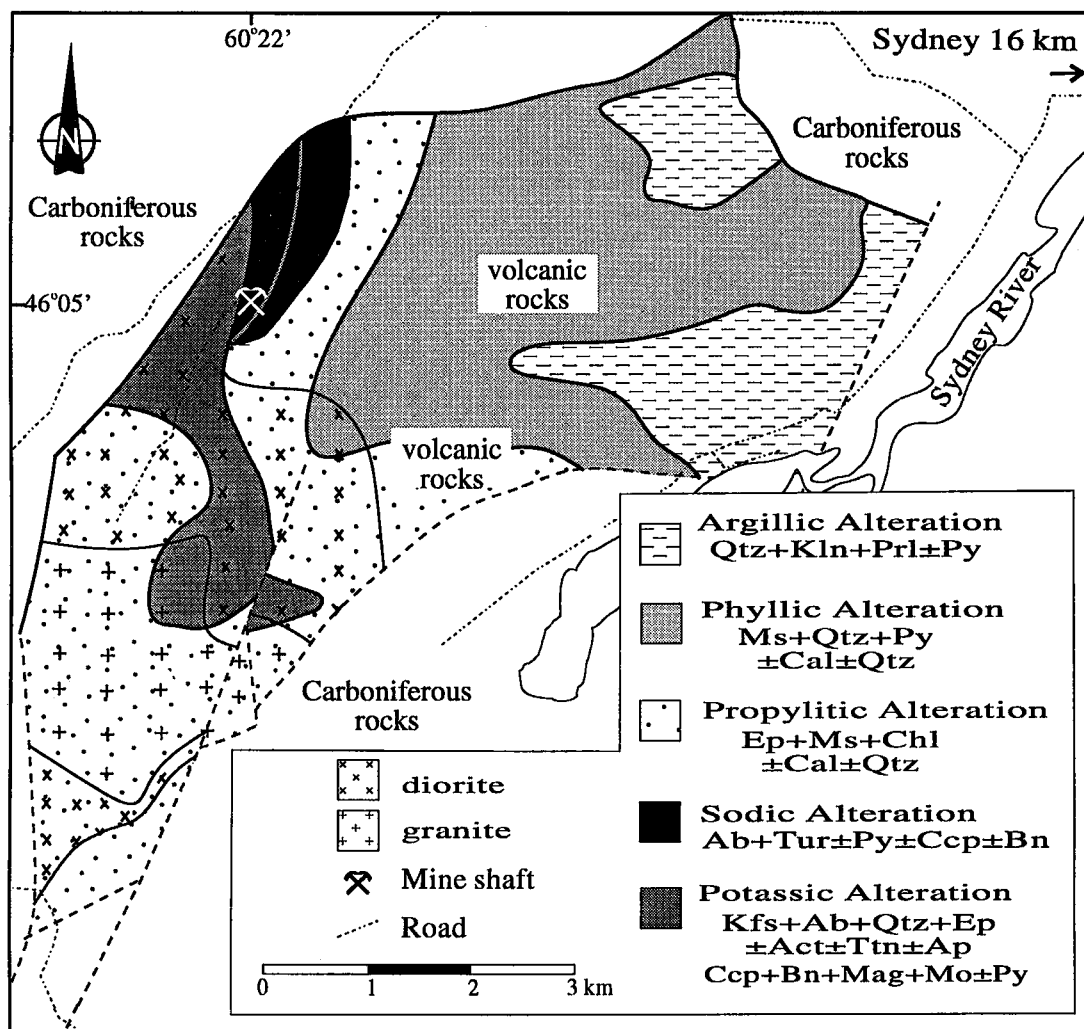 60°22'
Sydney 16 km
N
Carboniferous
rocks
Carboniferous
rocks
46°05'
volcanic
rocks
Sydney River
volcanic
rocks
Carboniferous
rocks
Argillic Alteration
Qtz+Kln+Prl±Py
Phyllic Alteration
Ms+Qtz+Py
±Cal±Qtz
Propylitic Alteration
Ep+Ms+Chl
±Cal±Qtz
Sodic Alteration
Ab+Tur±Py±Ccp±Bn
Potassic Alteration
Kfs+Ab+Qtz+Ep
±Act±Ttn±Ap
Ccp+Bn+Mag+Mo±Py
diorite
granite
Mine shaft
Road
0 1 2 3 km